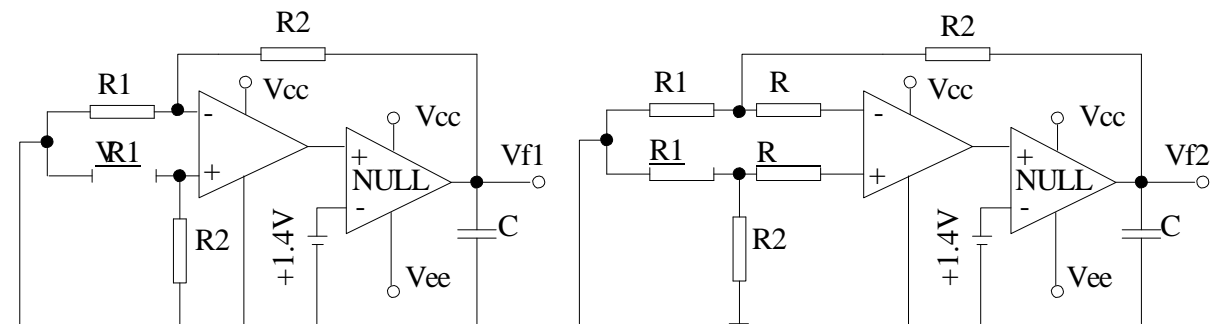 R2
R1
Vcc
-
Vcc
VR1
+
+
NULL
-
Vf1
R2
+1.4V
C
Vee
R2
R1
R
Vcc
-
Vcc
R1
R
+
+
NULL
-
Vf2
R2
+1.4V
C
Vee